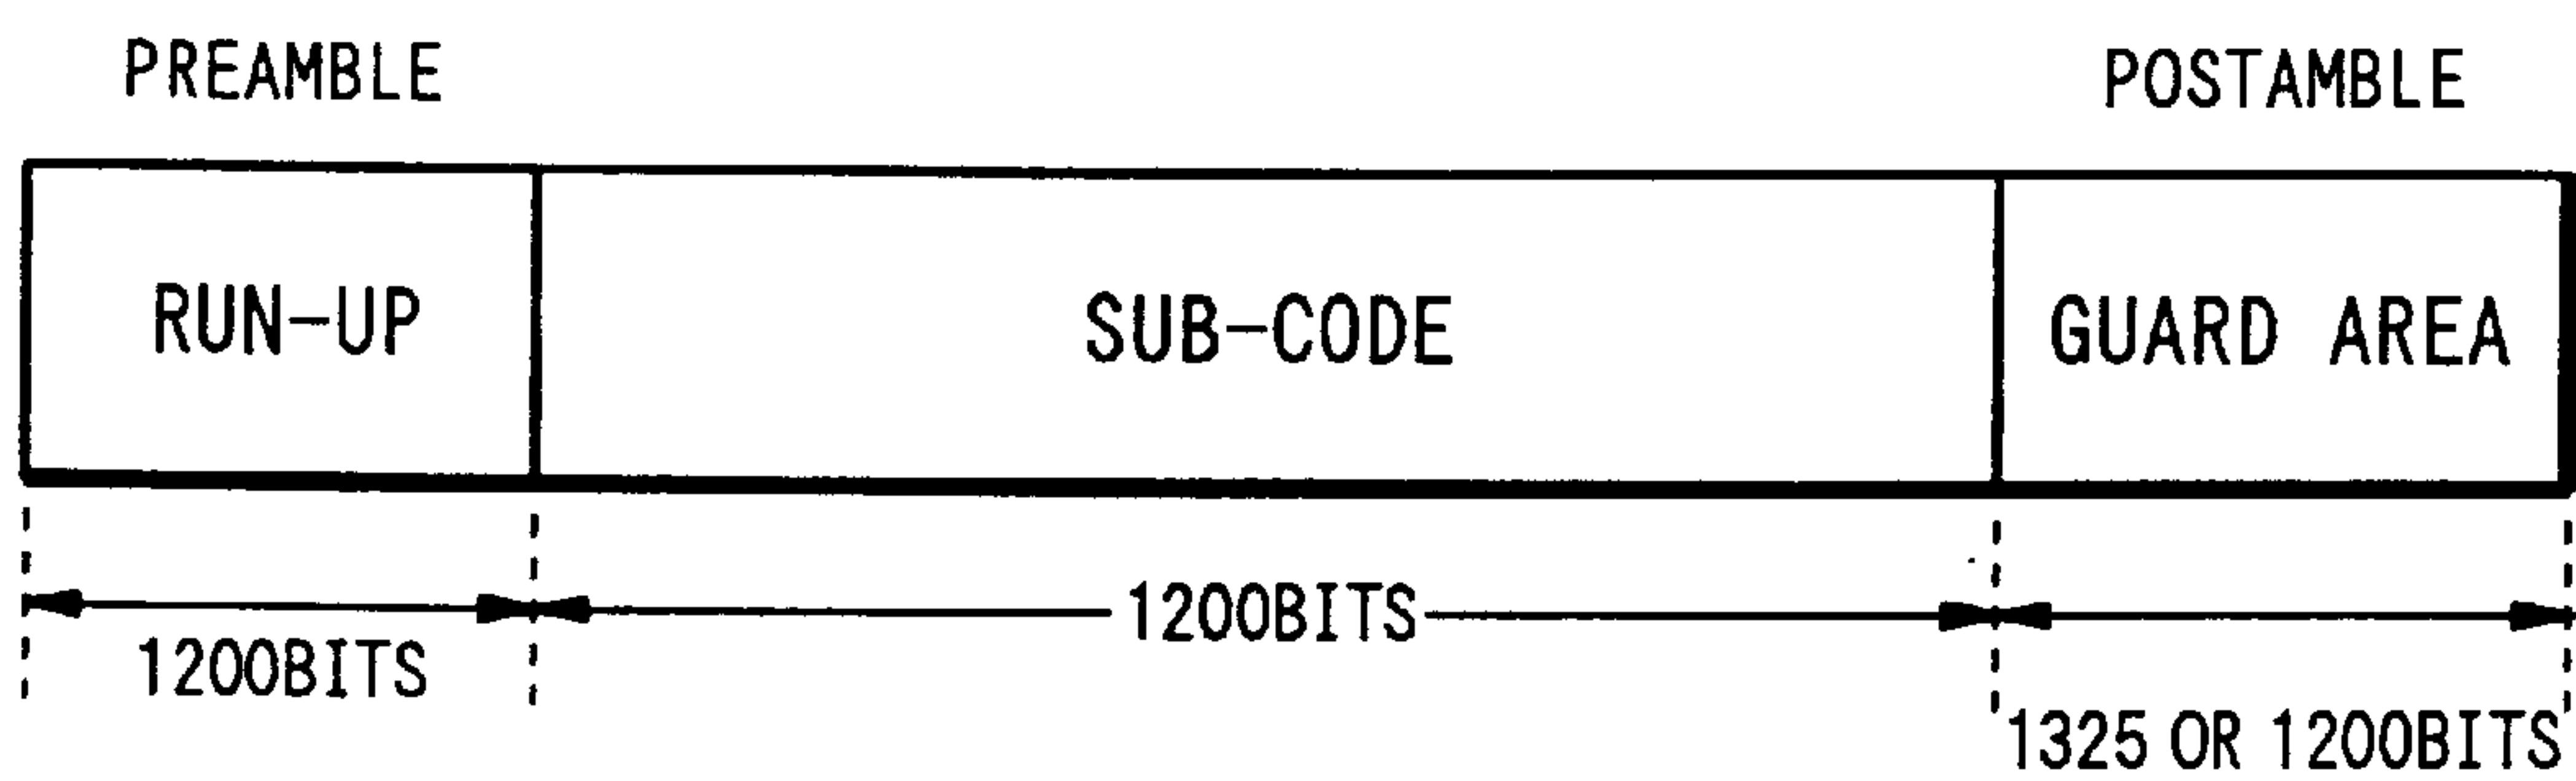 PREAMBLE
POSTAMBLE
RUN-UP
SUB-CODE
GUARD AREA
1200BITS
1200BITS
1325 OR 1200BITS